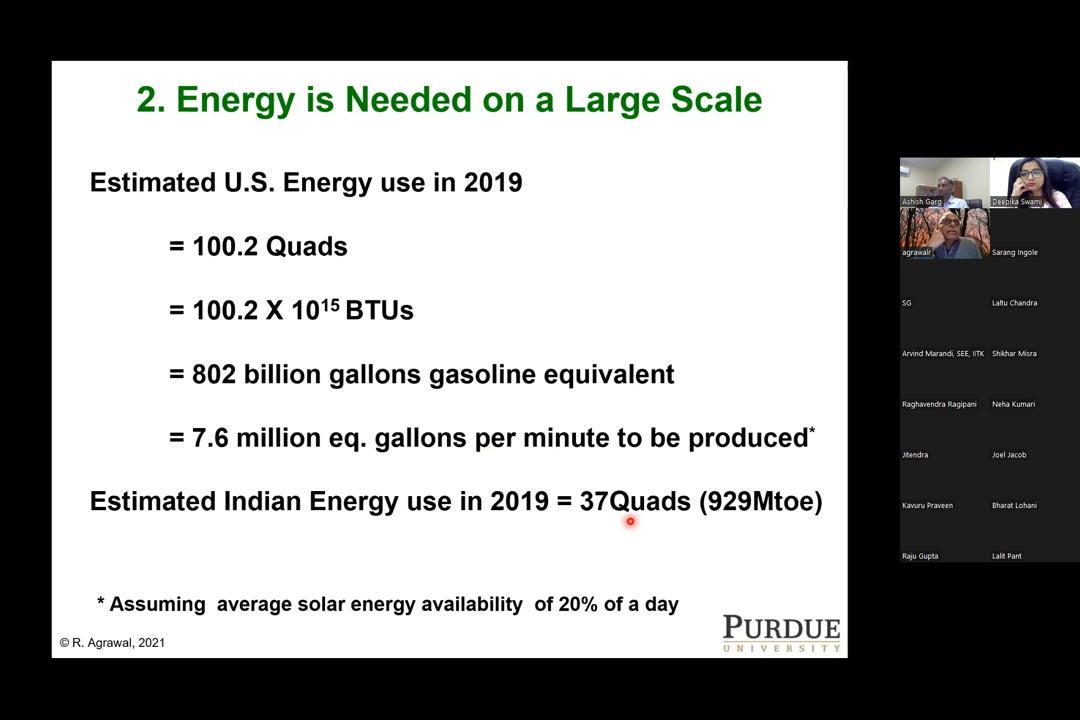 2. Energy is Needed on a Large Scale
Estimated U.S. Energy use in 2019
= 100.2 Quads
= 100.2 X 10¹⁵ BTUs
= 802 billion gallons gasoline equivalent
= 7.6 million eq. gallons per minute to be produced*
Estimated Indian Energy use in 2019 = 37Quads (929Mtoe)
* Assuming average solar energy availability of 20% of a day
© R. Agrawal, 2021
PURDUE
UNIVERSITY
Ashish Garg
Deepika Swami
agrawalr
Sarang Ingole
SG
Laltu Chandra
Arvind Marandi, SEE, IITK
Shikhar Misra
Raghavendra Ragipani
Neha Kumari
Jitendra
Joel Jacob
Kavuru Praveen
Bharat Lohani
Raju Gupta
Lalit Pant